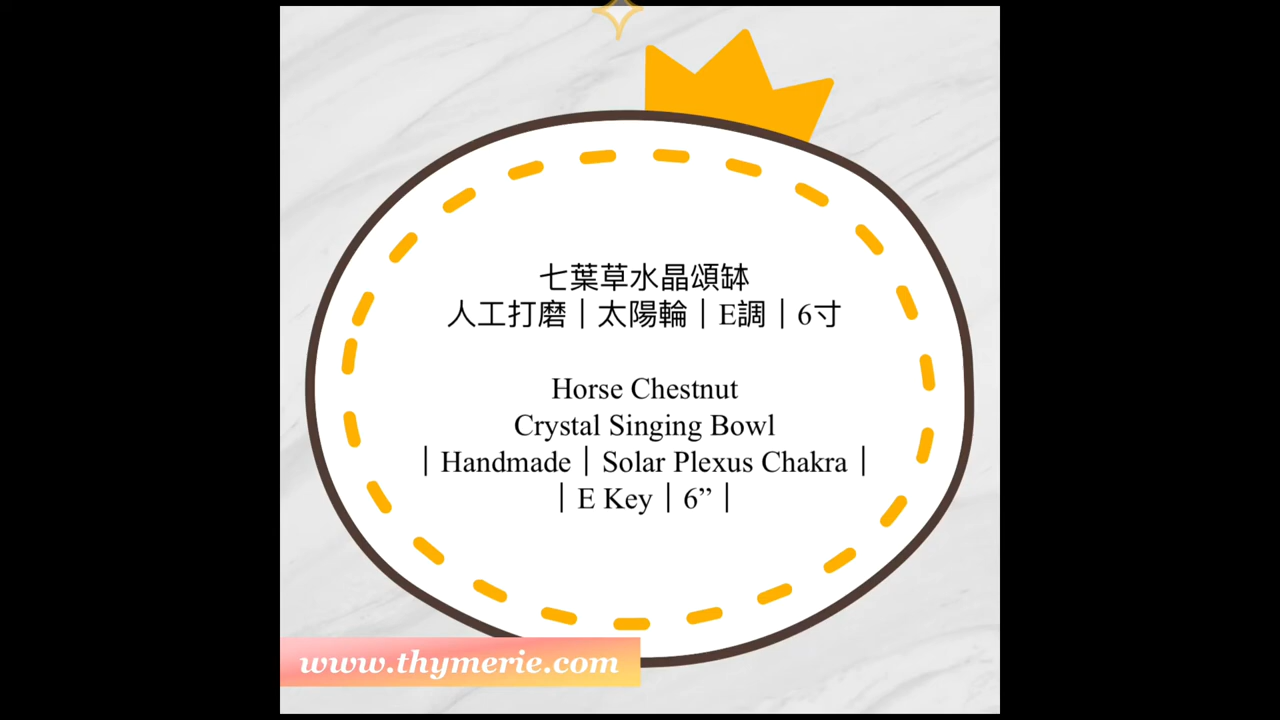 七葉草水晶頌缽
人工打磨｜太陽輪｜E調｜6寸
Horse Chestnut
Crystal Singing Bowl
｜Handmade｜Solar Plexus Chakra｜
｜E Key｜6”｜
www.thymerie.com